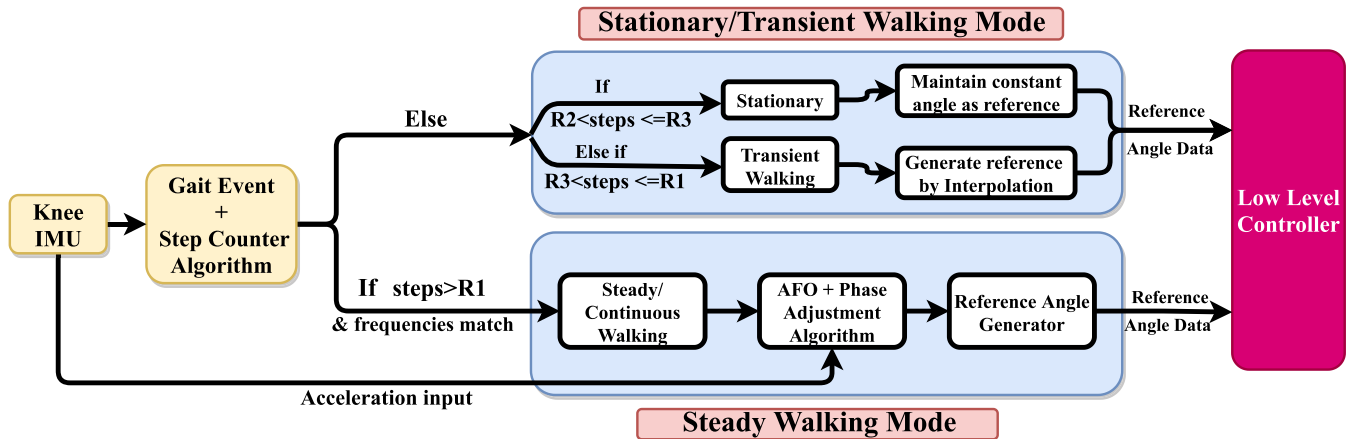 Stationary/Transient Walking Mode
If
R2<steps <=R3
Stationary
Maintain constant
angle as reference
Else
Else if
R3<steps <=R1
Transient
Walking
Generate reference
by Interpolation
Reference
Angle Data
Knee
IMU
Gait Event
+
Step Counter
Algorithm
Low Level
Controller
If steps>R1
& frequencies match
Steady/
Continuous
Walking
AFO + Phase
Adjustment
Algorithm
Reference Angle
Generator
Reference
Angle Data
Acceleration input
Steady Walking Mode